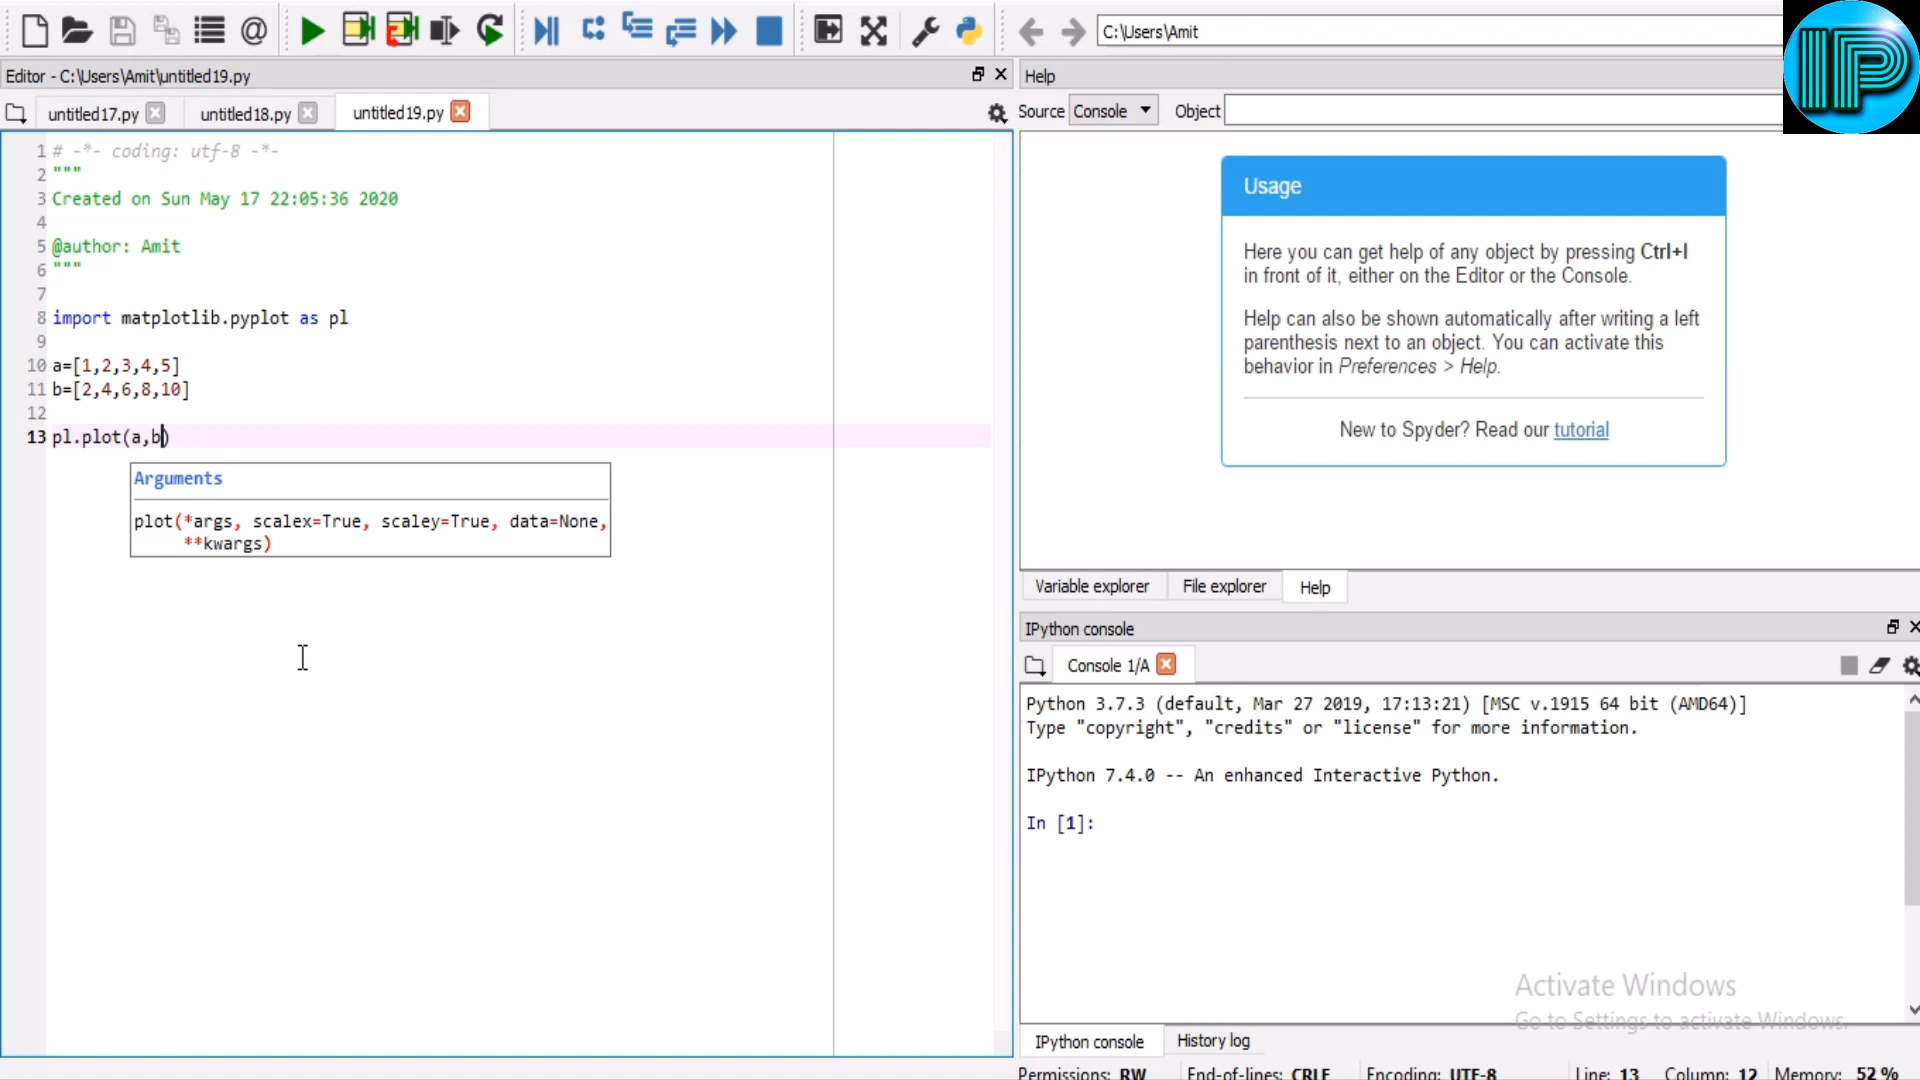 C:\Users\Amit
IP
Editor - C:\Users\Amit\untitled19.py
Help
untitled17.py
untitled18.py
untitled19.py
Source
Console
Object
1 # -*- coding: utf-8 -*-
2 """
3 Created on Sun May 17 22:05:36 2020
4
5 @author: Amit
6 """
7
8 import matplotlib.pyplot as pl
9
10 a=[1,2,3,4,5]
11 b=[2,4,6,8,10]
12
13 pl.plot(a,b)
Arguments
plot(*args, scalex=True, scaley=True, data=None,
**kwargs)
Usage
Here you can get help of any object by pressing Ctrl+I
in front of it, either on the Editor or the Console.
Help can also be shown automatically after writing a left
parenthesis next to an object. You can activate this
behavior in Preferences > Help.
New to Spyder? Read our tutorial
Variable explorer
File explorer
Help
IPython console
Console 1/A
Python 3.7.3 (default, Mar 27 2019, 17:13:21) [MSC v.1915 64 bit (AMD64)]
Type "copyright", "credits" or "license" for more information.
IPython 7.4.0 -- An enhanced Interactive Python.
In [1]:
Activate Windows
Go to Settings to activate Windows.
IPython console
History log
Permissions: RW
End-of-lines: CRLF
Encoding: UTF-8
Line: 13
Column: 12
Memory: 52 %